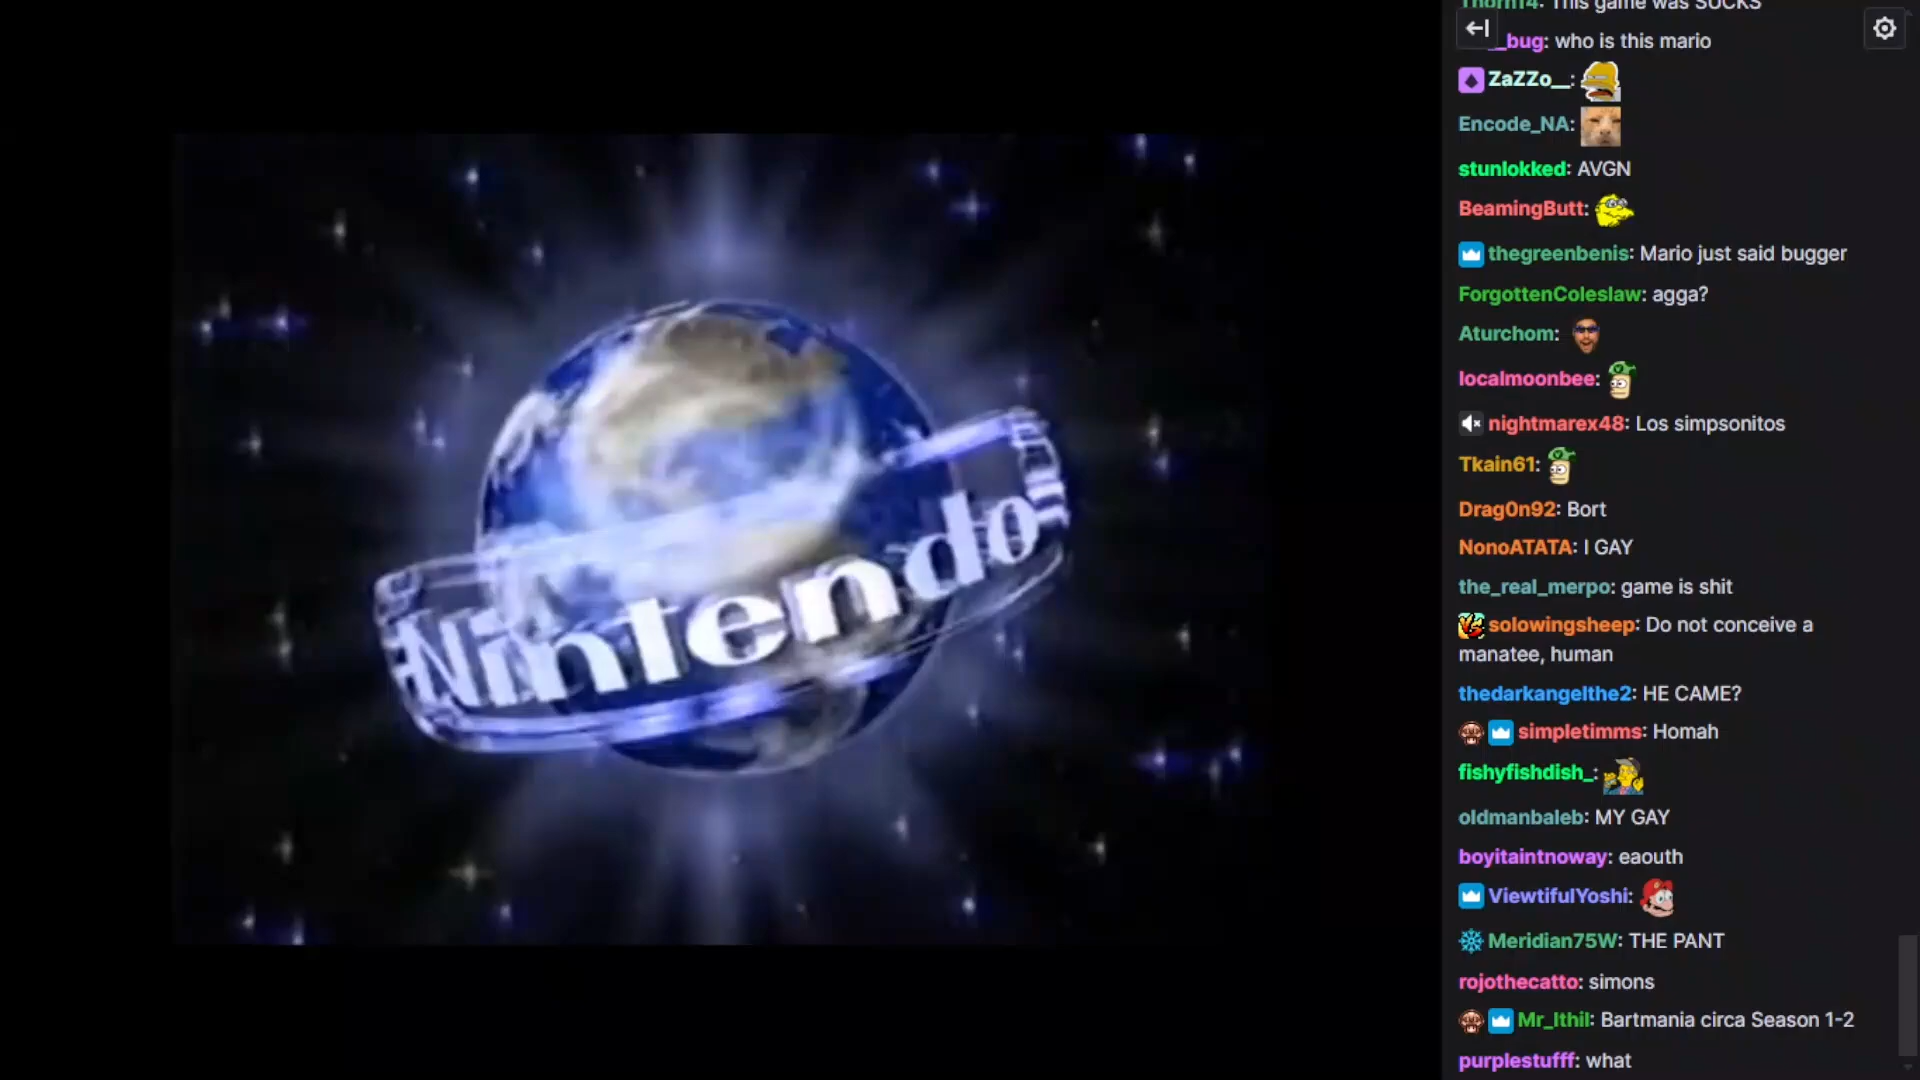 Nintendo
Thorn14: This game was SUCKS
_bug: who is this mario
ZaZZo__:
Encode_NA:
stunlokked: AVGN
BeamingButt:
thegreenbenis: Mario just said bugger
ForgottenColeslaw: agga?
Aturchom:
localmoonbee:
nightmarex48: Los simpsonitos
Tkain61:
Drag0n92: Bort
NonoATATA: I GAY
the_real_merpo: game is shit
solowingsheep: Do not conceive a
manatee, human
thedarkangelthe2: HE CAME?
simpletimms: Homah
fishyfishdish_:
oldmanbaleb: MY GAY
boyitaintnoway: eaouth
ViewtifulYoshi:
Meridian75W: THE PANT
rojothecatto: simons
Mr_Ithil: Bartmania circa Season 1-2
purplestufff: what